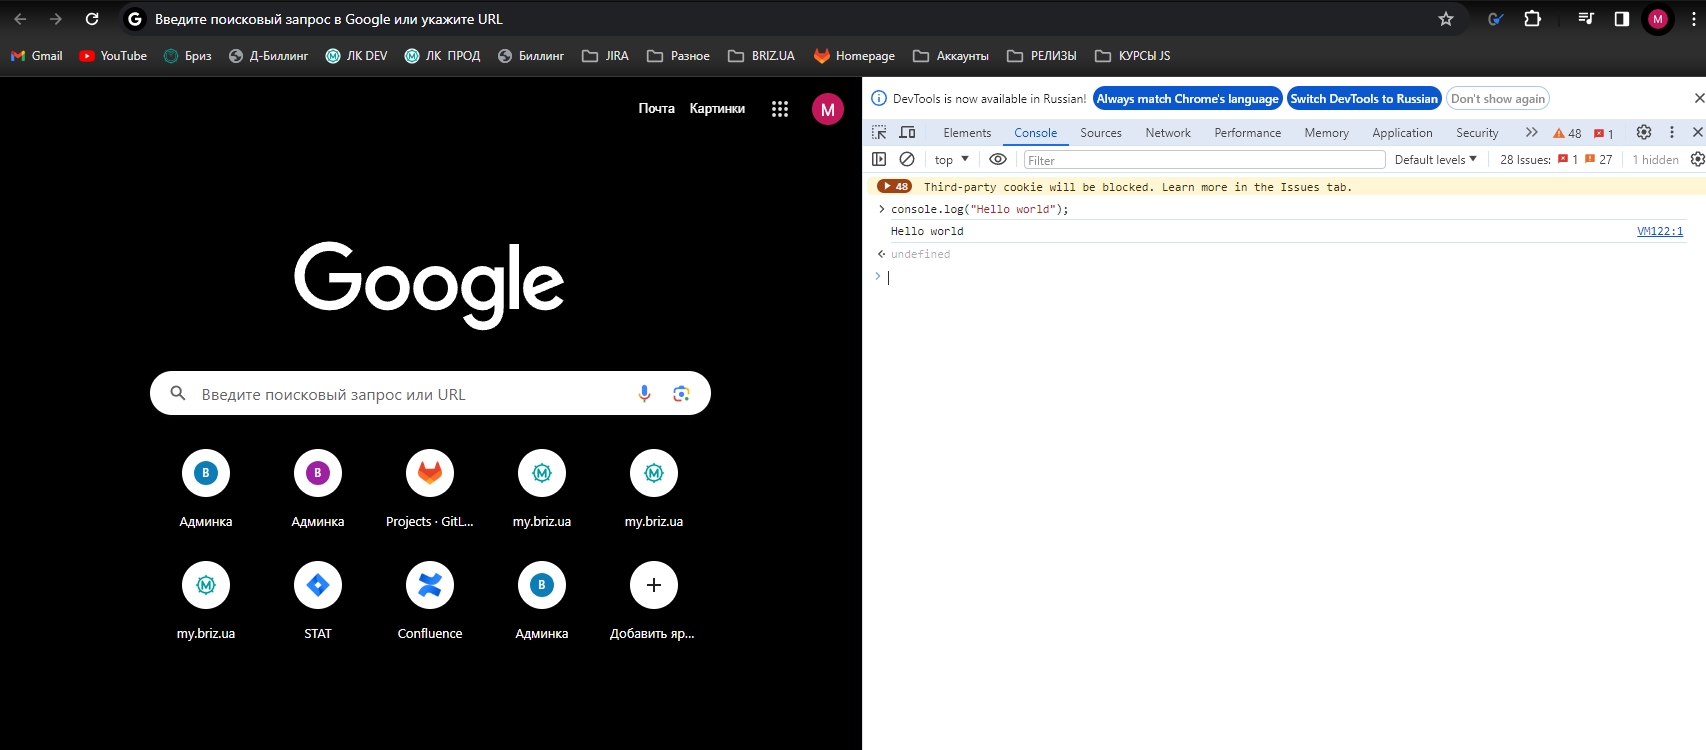 Введите поисковый запрос в Google или укажите URL
M
Gmail YouTube Бриз Д-Биллинг ЛК DEV ЛК ПРОД Биллинг JIRA Разное BRIZ.UA Homepage Аккаунты РЕЛИЗЫ КУРСЫ JS
Почта Картинки M
Google
Введите поисковый запрос или URL
B B
Админка Админка Projects · GitL... my.briz.ua my.briz.ua
B
my.briz.ua STAT Confluence Админка Добавить яр...
DevTools is now available in Russian! Always match Chrome's language Switch DevTools to Russian Don't show again
Elements Console Sources Network Performance Memory Application Security 48 1
top Filter Default levels 28 Issues: 1 27 1 hidden
48 Third-party cookie will be blocked. Learn more in the Issues tab.
console.log("Hello world");
Hello world VM122:1
undefined